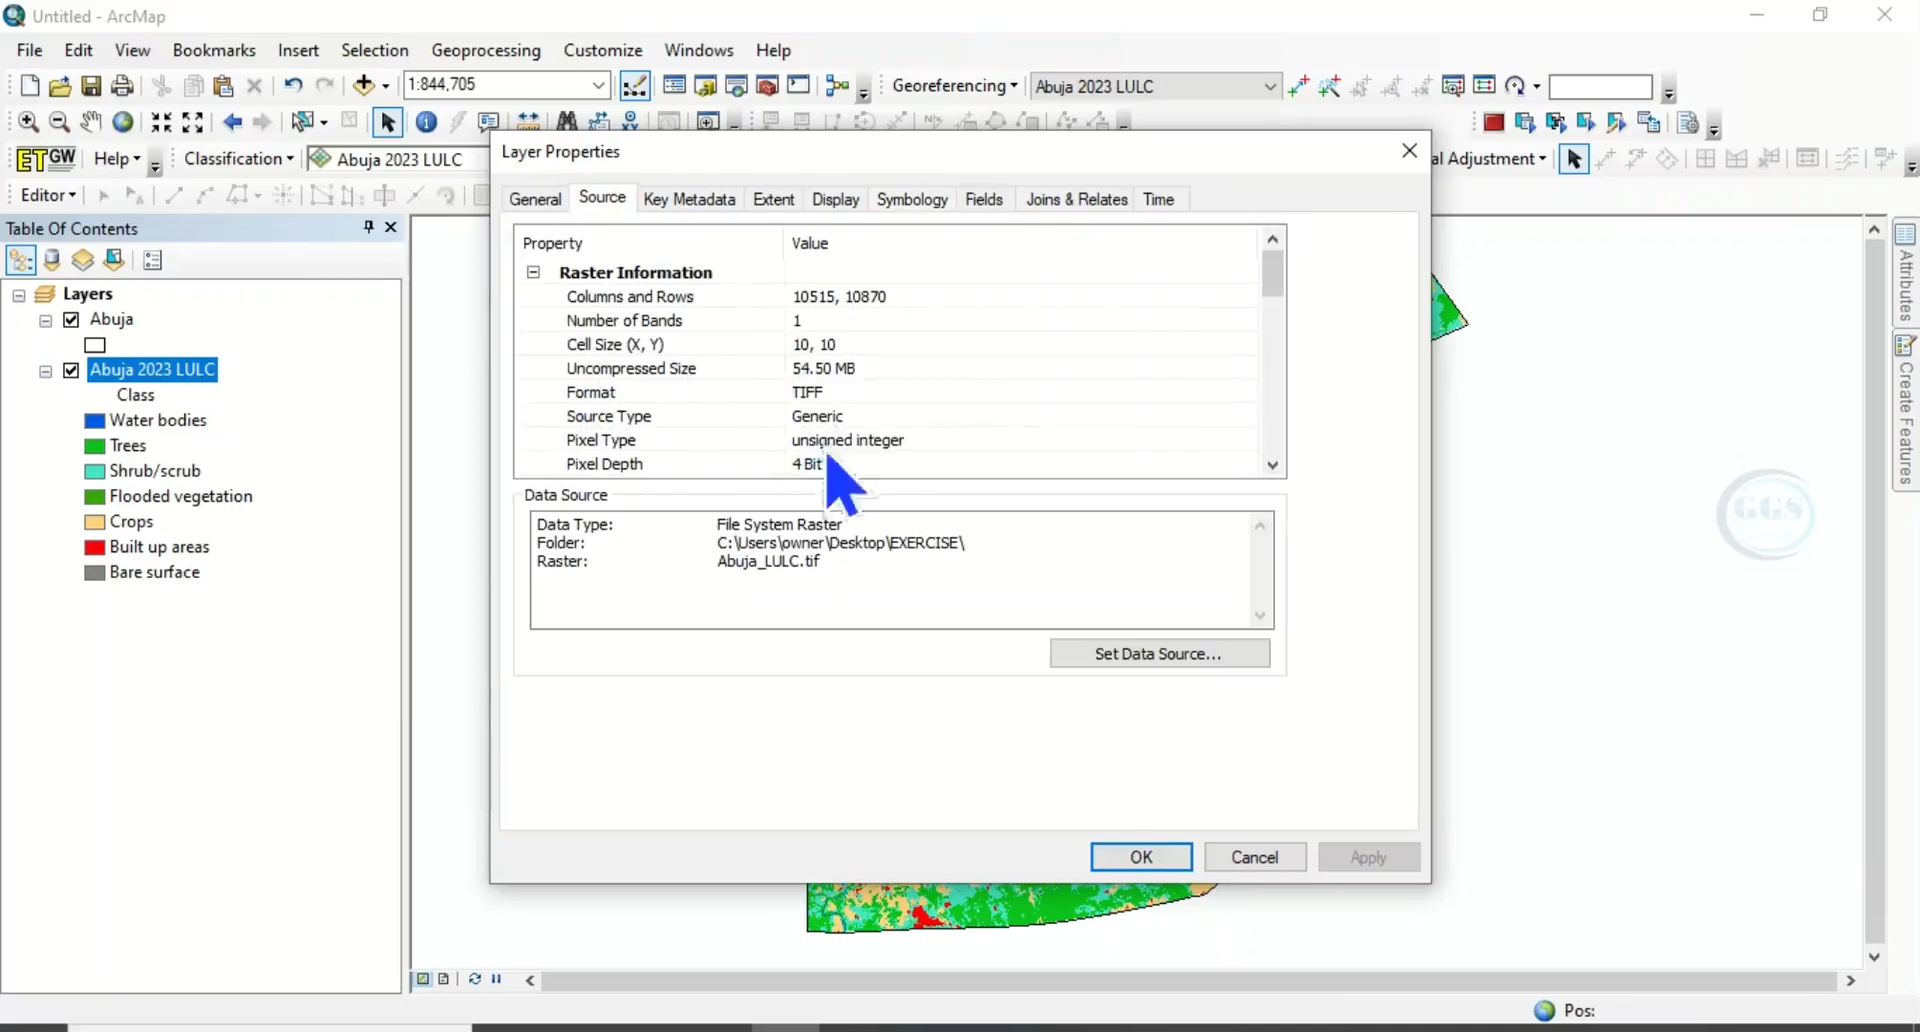 Untitled - ArcMap
File Edit View Bookmarks Insert Selection Geoprocessing Customize Windows Help
1:844,705 Georeferencing Abuja 2023 LULC
ET GW Help Classification Abuja 2023 LULC al Adjustment
Editor
Table Of Contents
Layers
Abuja
Abuja 2023 LULC
Class
Water bodies
Trees
Shrub/scrub
Flooded vegetation
Crops
Built up areas
Bare surface
Layer Properties
General Source Key Metadata Extent Display Symbology Fields Joins & Relates Time
Property Value
Raster Information
Columns and Rows 10515, 10870
Number of Bands 1
Cell Size (X, Y) 10, 10
Uncompressed Size 54.50 MB
Format TIFF
Source Type Generic
Pixel Type unsigned integer
Pixel Depth 4 Bit
Data Source
Data Type: File System Raster
Folder: C:\Users\owner\Desktop\EXERCISE\
Raster: Abuja_LULC.tif
Set Data Source...
OK Cancel Apply
Attributes
Create Features
GGS
Pos: